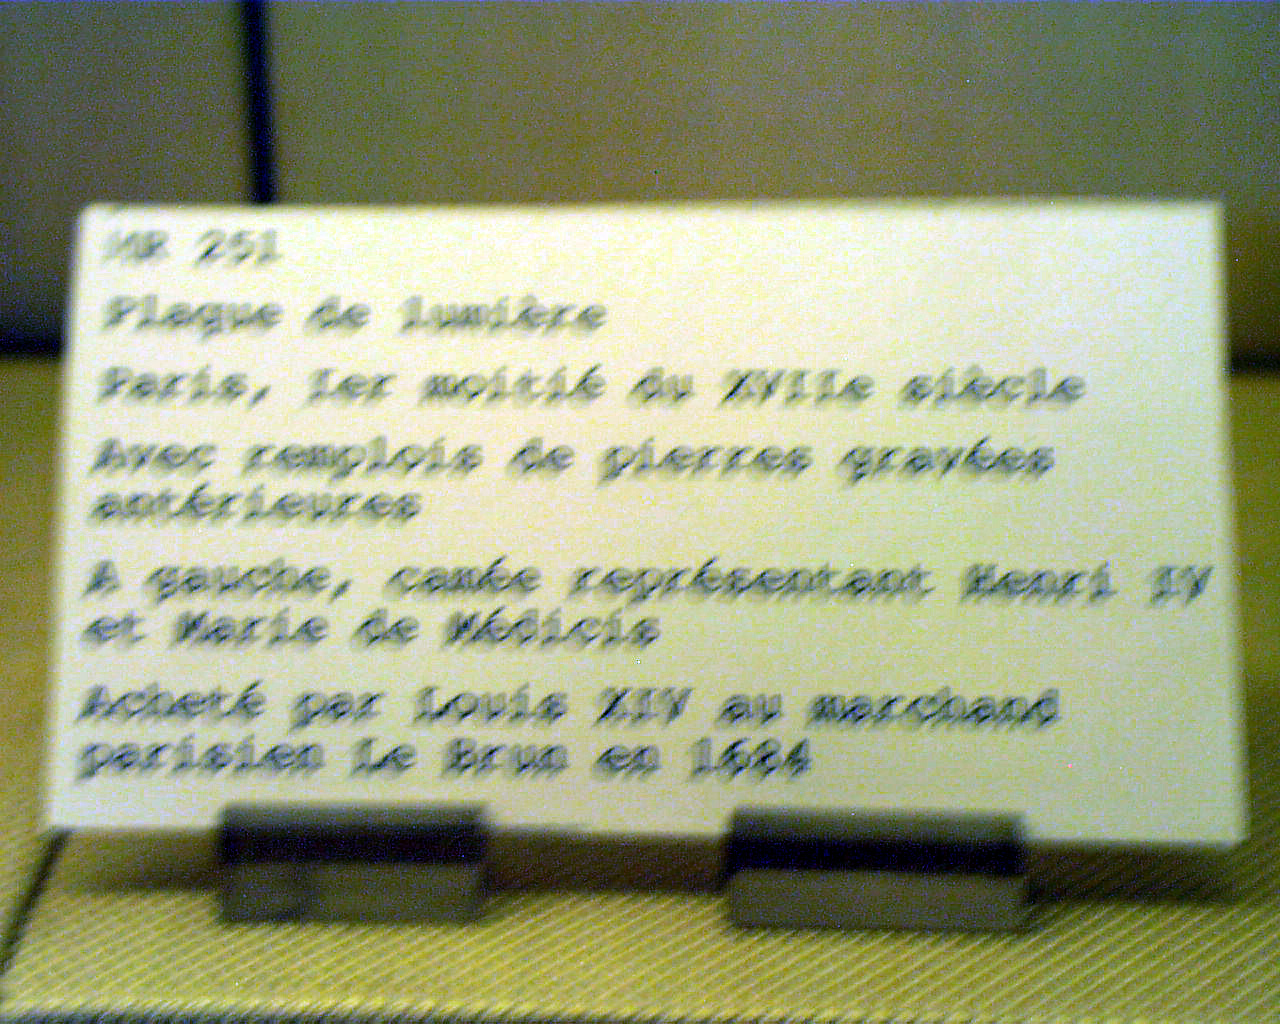 MR 251
Plaque de lumière
Paris, 1er moitié du XVIIe siècle
Avec remplois de pierres gravées
antérieures
A gauche, camée représentant Henri IV
et Marie de Médicis
Acheté par Louis XIV au marchand
parisien Le Brun en 1684